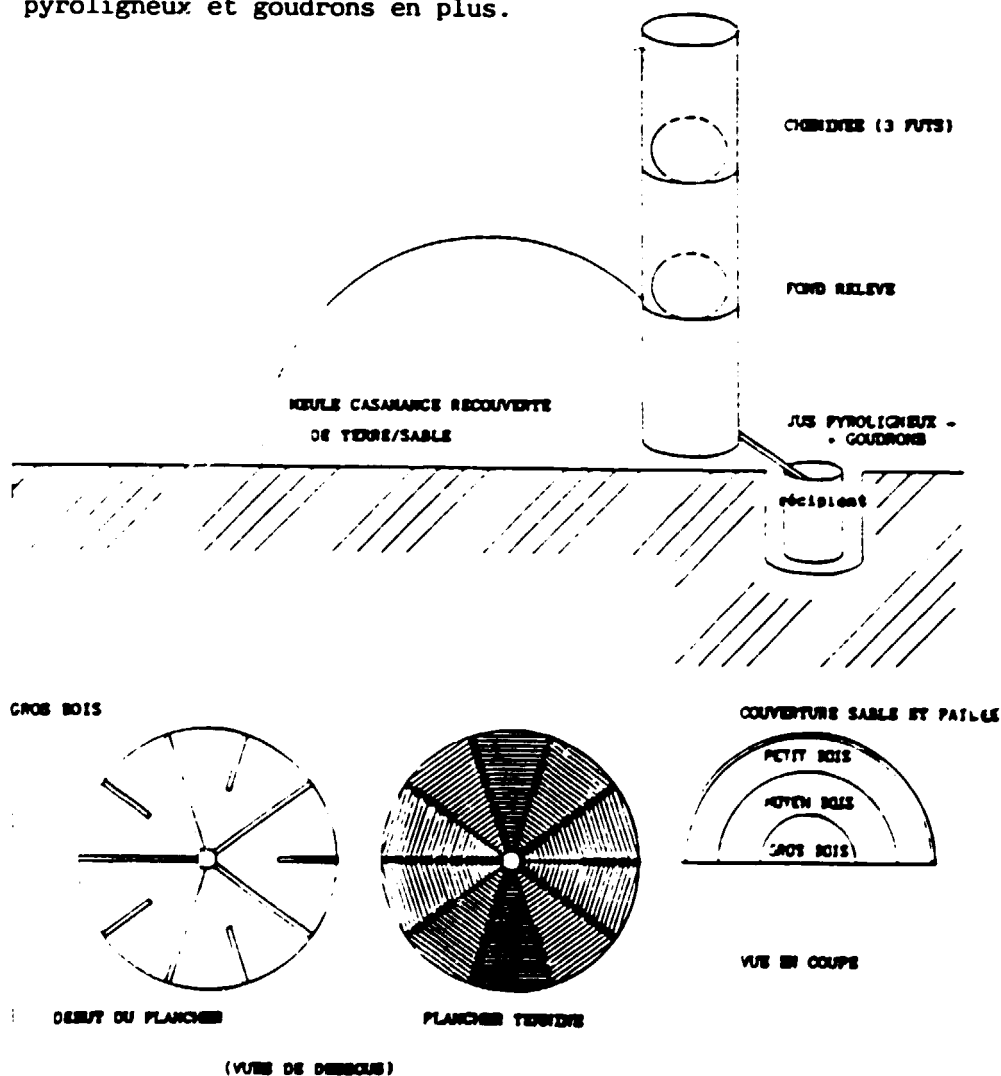 pyroligneux et goudrons en plus.
CHEMINEE (3 FUTS)
FOND RELEVE
MEULE CASAMANCE RECOUVERTE
DE TERRE/SABLE
JUS PYROLIGNEUX -
+ GOUDRONS
récipient
GROS BOIS
COUVERTURE SABLE ET PAILLE
PETIT BOIS
MOYEN BOIS
GROS BOIS
VUE EN COUPE
DEBUT DU PLANCHER
PLANCHER TERMINE
(VUES DE DESSOUS)